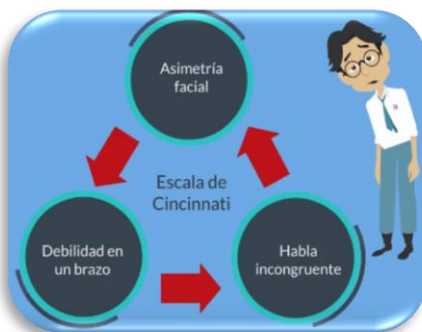 Asimetría
facial
Escala de
Cincinnati
Debilidad en
un brazo
Habla
incongruente